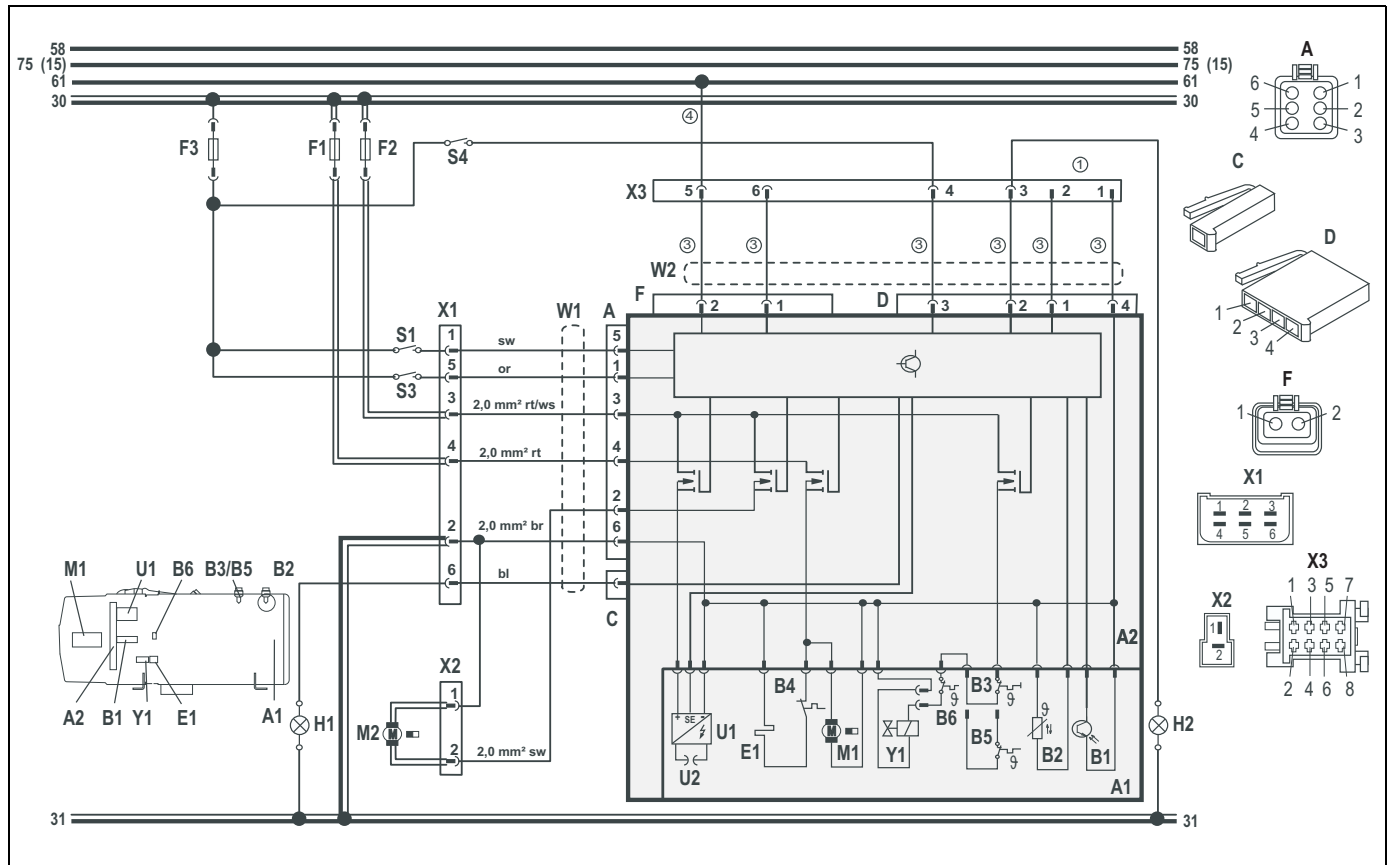 58 58
75 (15) 75 (15)
61 61
30 30
A
6 1
5 2
4 3
F3 F1 F2 S4
④
①
C
X3 5 6 4 3 2 1
③ ③ ③ ③ ③ ③
W2
D
1 2 3 4
F 2 1 D 3 2 1 4
X1 W1 A
S1 1 sw 5
S3 5 or 1
3 2,0 mm² rt/ws 3
4 2,0 mm² rt 4
2
2 2,0 mm² br 6
6 bl
C
F
1 2
X1
1 2 3
4 5 6
X3
1 3 5 7
2 4 6 8
X2
1
2
M1 U1 B6 B3/B5 B2
A2 B1 Y1 E1 A1 H1
X2
1
M2 M
2 2,0 mm² sw
A2
+ SE -
U1
U2
E1
B4
M
M1
Y1
B6
ϑ
B3
ϑ
B5
ϑ
ϑ
B2
B1
A1
H2
31 31